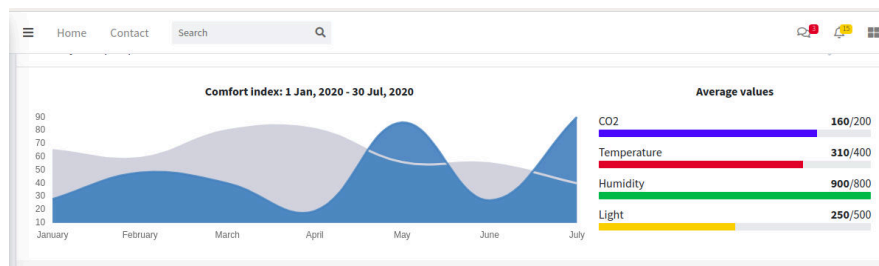 Home Contact Search 3 15
Comfort index: 1 Jan, 2020 - 30 Jul, 2020
90
80
70
60
50
40
30
20
10
January February March April May June July
Average values
CO2 160/200
Temperature 310/400
Humidity 900/800
Light 250/500